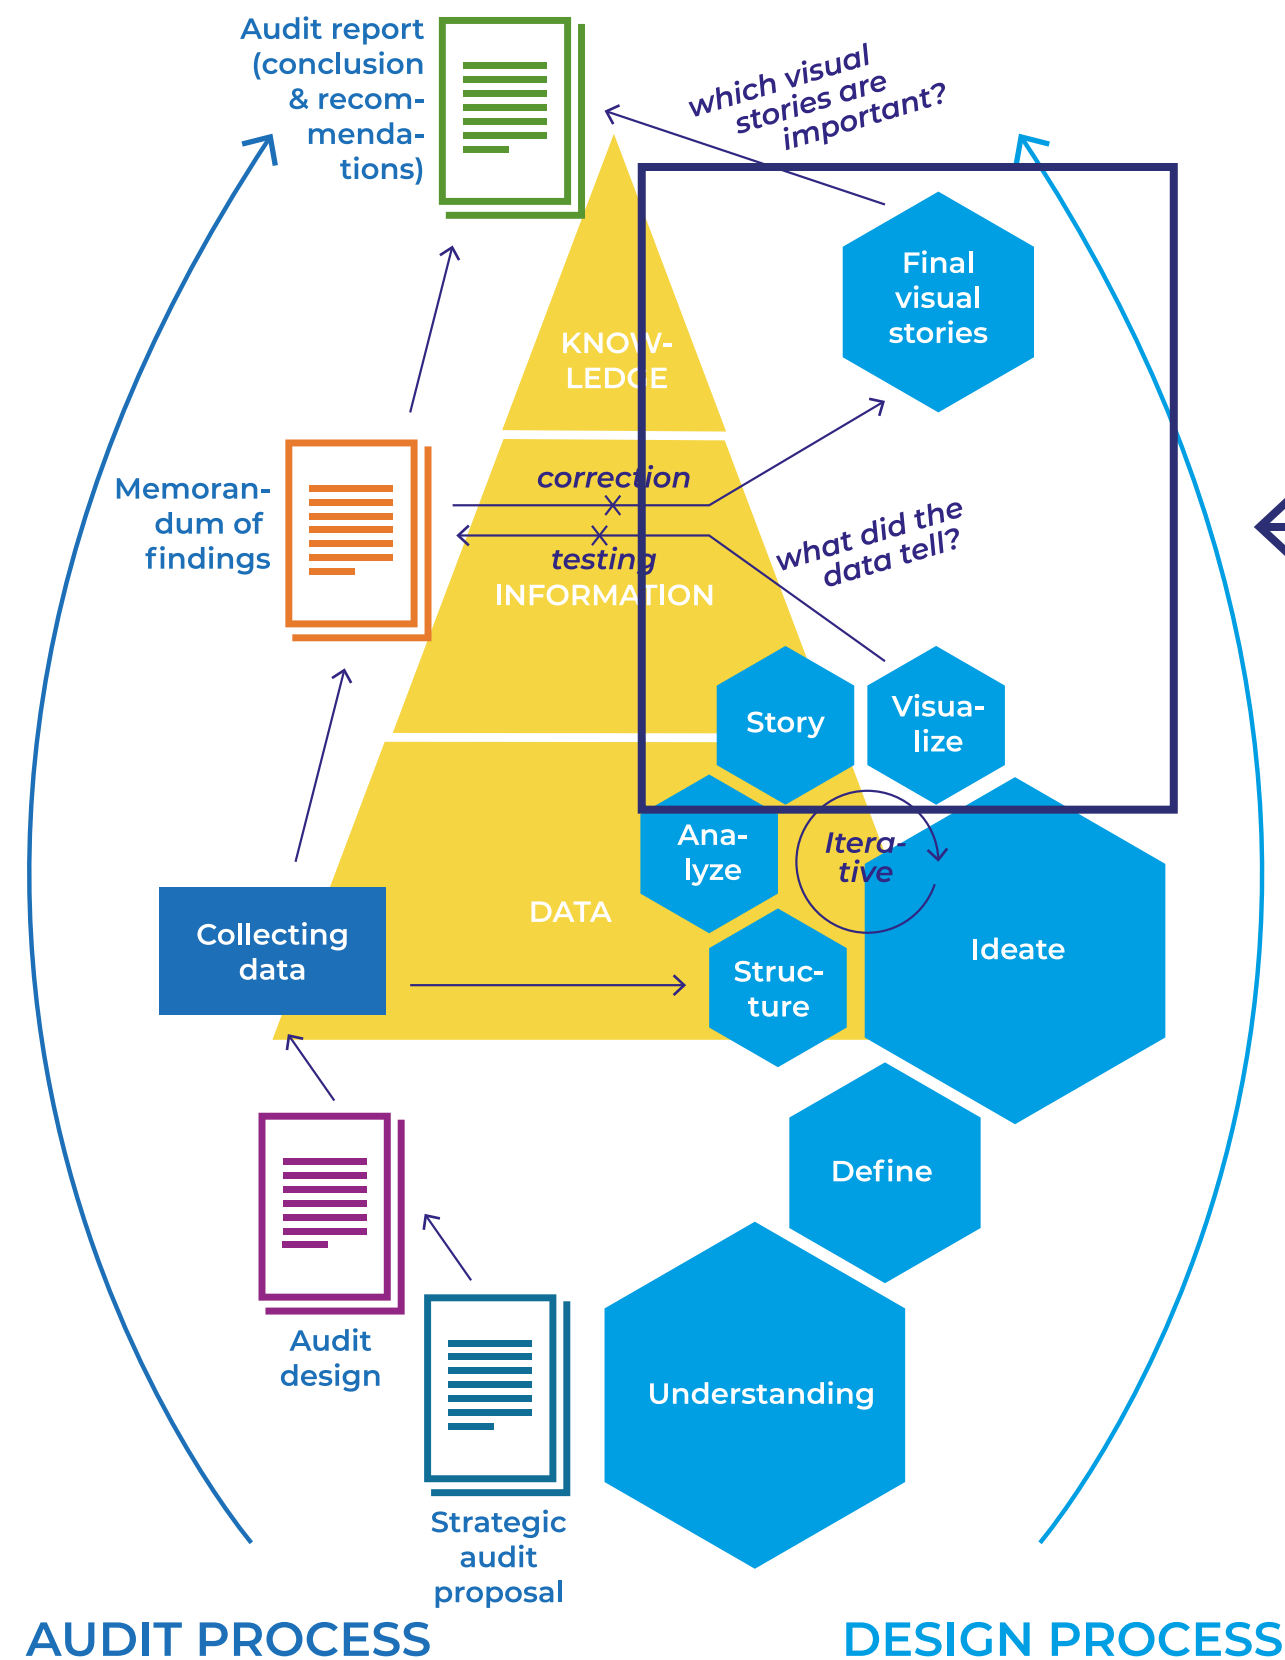 Audit report
(conclusion
& recom-
menda-
tions)
which visual
stories are
important?
Final
visual
stories
KNOW-
LEDGE
correction
testing
INFORMATION
what did the
data tell?
Memoran-
dum of
findings
Story
Visua-
lize
Ana-
lyze
Itera-
tive
DATA
Collecting
data
Struc-
ture
Ideate
Define
Understanding
Audit
design
Strategic
audit
proposal
AUDIT PROCESS
DESIGN PROCESS